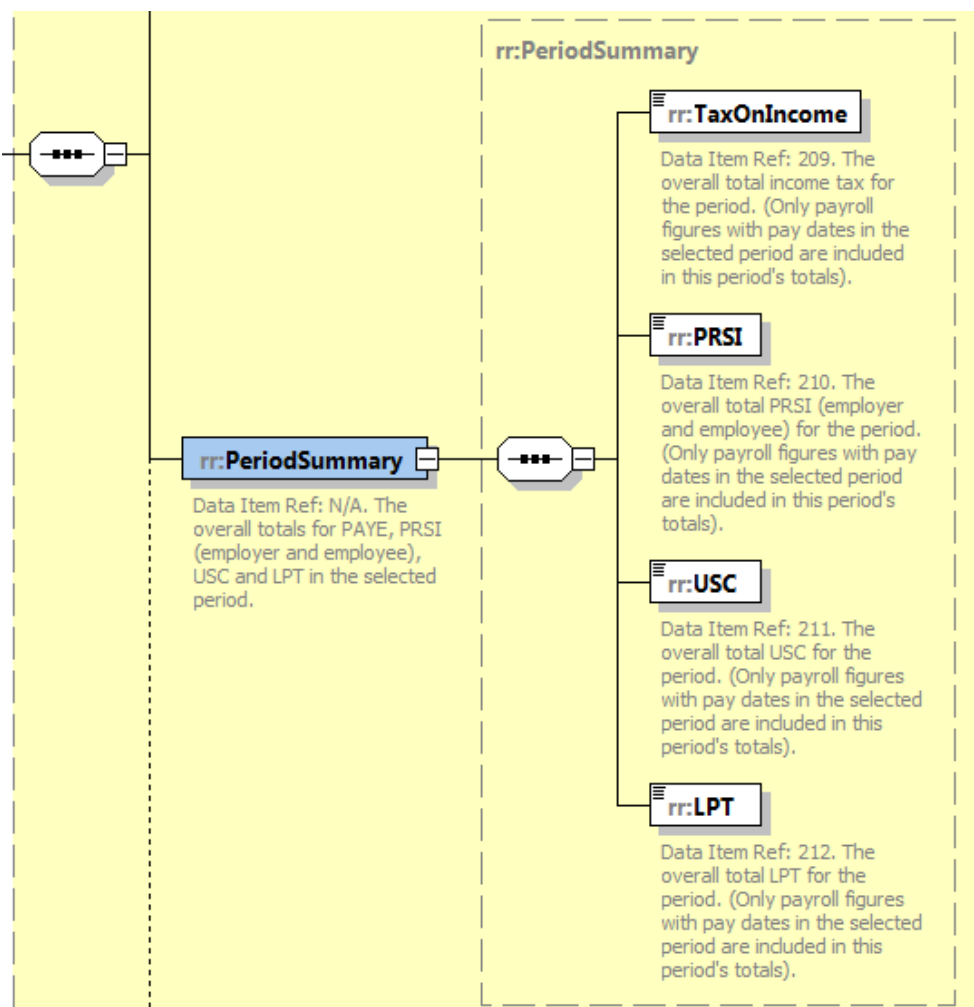 rr:PeriodSummary
rr:TaxOnIncome
Data Item Ref: 209. The
overall total income tax for
the period. (Only payroll
figures with pay dates in the
selected period are included
in this period's totals).
rr:PRSI
Data Item Ref: 210. The
overall total PRSI (employer
and employee) for the period.
(Only payroll figures with pay
dates in the selected period
are included in this period's
totals).
rr:PeriodSummary
Data Item Ref: N/A. The
overall totals for PAYE, PRSI
(employer and employee),
USC and LPT in the selected
period.
rr:USC
Data Item Ref: 211. The
overall total USC for the
period. (Only payroll figures
with pay dates in the selected
period are included in this
period's totals).
rr:LPT
Data Item Ref: 212. The
overall total LPT for the
period. (Only payroll figures
with pay dates in the selected
period are included in this
period's totals).